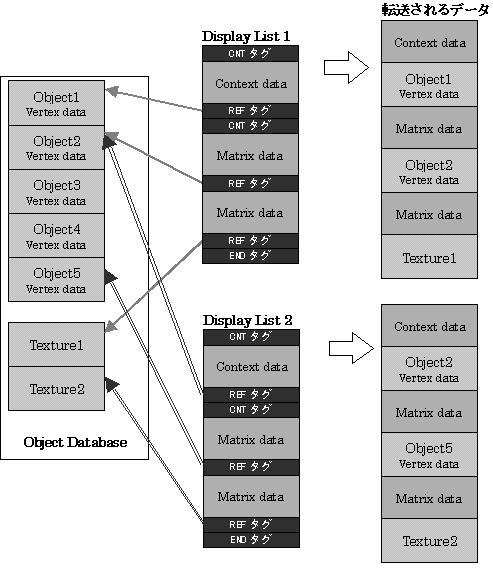 Object1
Vertex data
Object2
Vertex data
Object3
Vertex data
Object4
Vertex data
Object5
Vertex data
Texture1
Texture2
Object Database
Display List 1
CNT タグ
Context data
REF タグ
CNT タグ
Matrix data
REF タグ
Matrix data
REF タグ
END タグ
Display List 2
CNT タグ
Context data
REF タグ
CNT タグ
Matrix data
REF タグ
Matrix data
REF タグ
END タグ
転送されるデータ
Context data
Object1
Vertex data
Matrix data
Object2
Vertex data
Matrix data
Texture1
Context data
Object2
Vertex data
Matrix data
Object5
Vertex data
Matrix data
Texture2